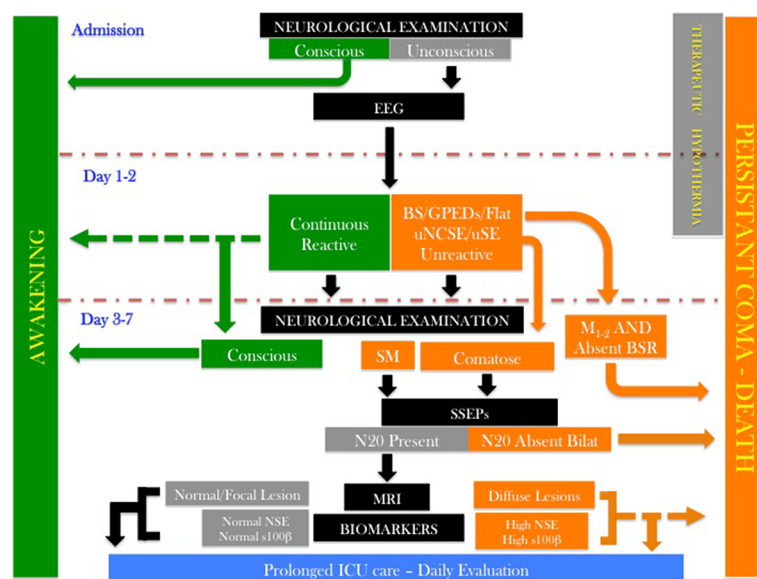 Admission
NEUROLOGICAL EXAMINATION
Conscious
Unconscious
EEG
THERAPEUTIC HYPOTHERMIA
AWAKENING
PERSISTANT COMA - DEATH
Day 1-2
Continuous
Reactive
BS/GPEDs/Flat
uNCSE/uSE
Unreactive
Day 3-7
NEUROLOGICAL EXAMINATION
Conscious
SM
Comatose
M1-2 AND
Absent BSR
SSEPs
N20 Present
N20 Absent Bilat
Normal/Focal Lesion
MRI
Diffuse Lesions
Normal NSE
Normal s100β
BIOMARKERS
High NSE
High s100β
Prolonged ICU care – Daily Evaluation